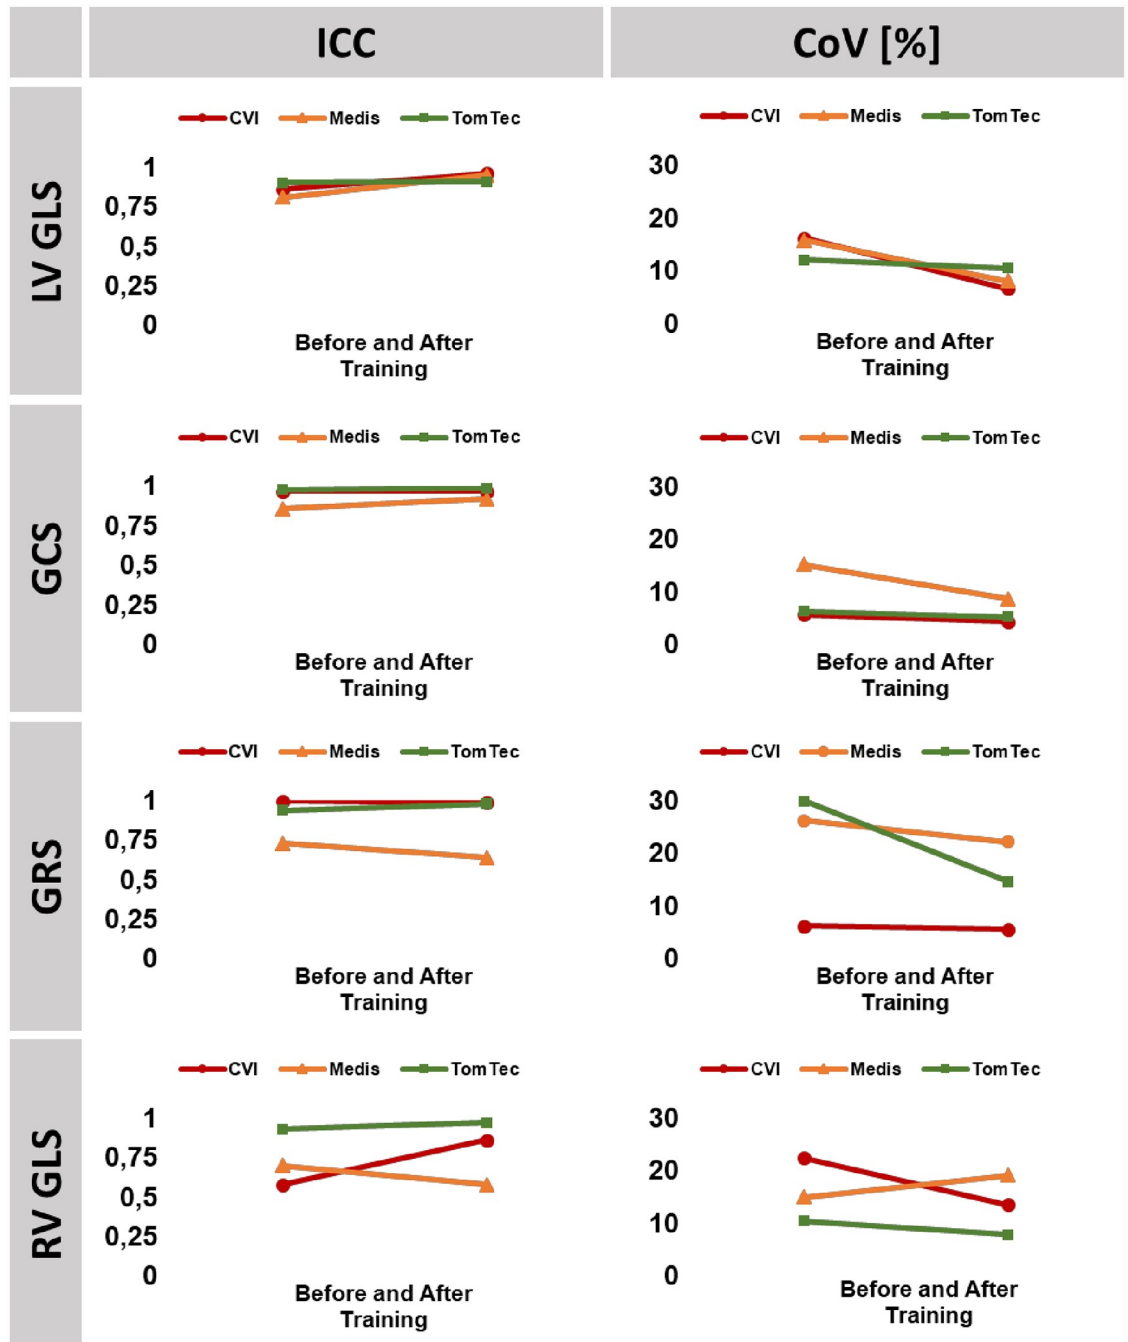 ICC
CoV [%]
LV GLS
CVI Medis TomTec
1
0,75
0,5
0,25
0
Before and After
Training
CVI Medis TomTec
30
20
10
0
Before and After
Training
GCS
CVI Medis TomTec
1
0,75
0,5
0,25
0
Before and After
Training
CVI Medis TomTec
30
20
10
0
Before and After
Training
GRS
CVI Medis TomTec
1
0,75
0,5
0,25
0
Before and After
Training
CVI Medis TomTec
30
20
10
0
Before and After
Training
RV GLS
CVI Medis TomTec
1
0,75
0,5
0,25
0
Before and After
Training
CVI Medis TomTec
30
20
10
0
Before and After
Training